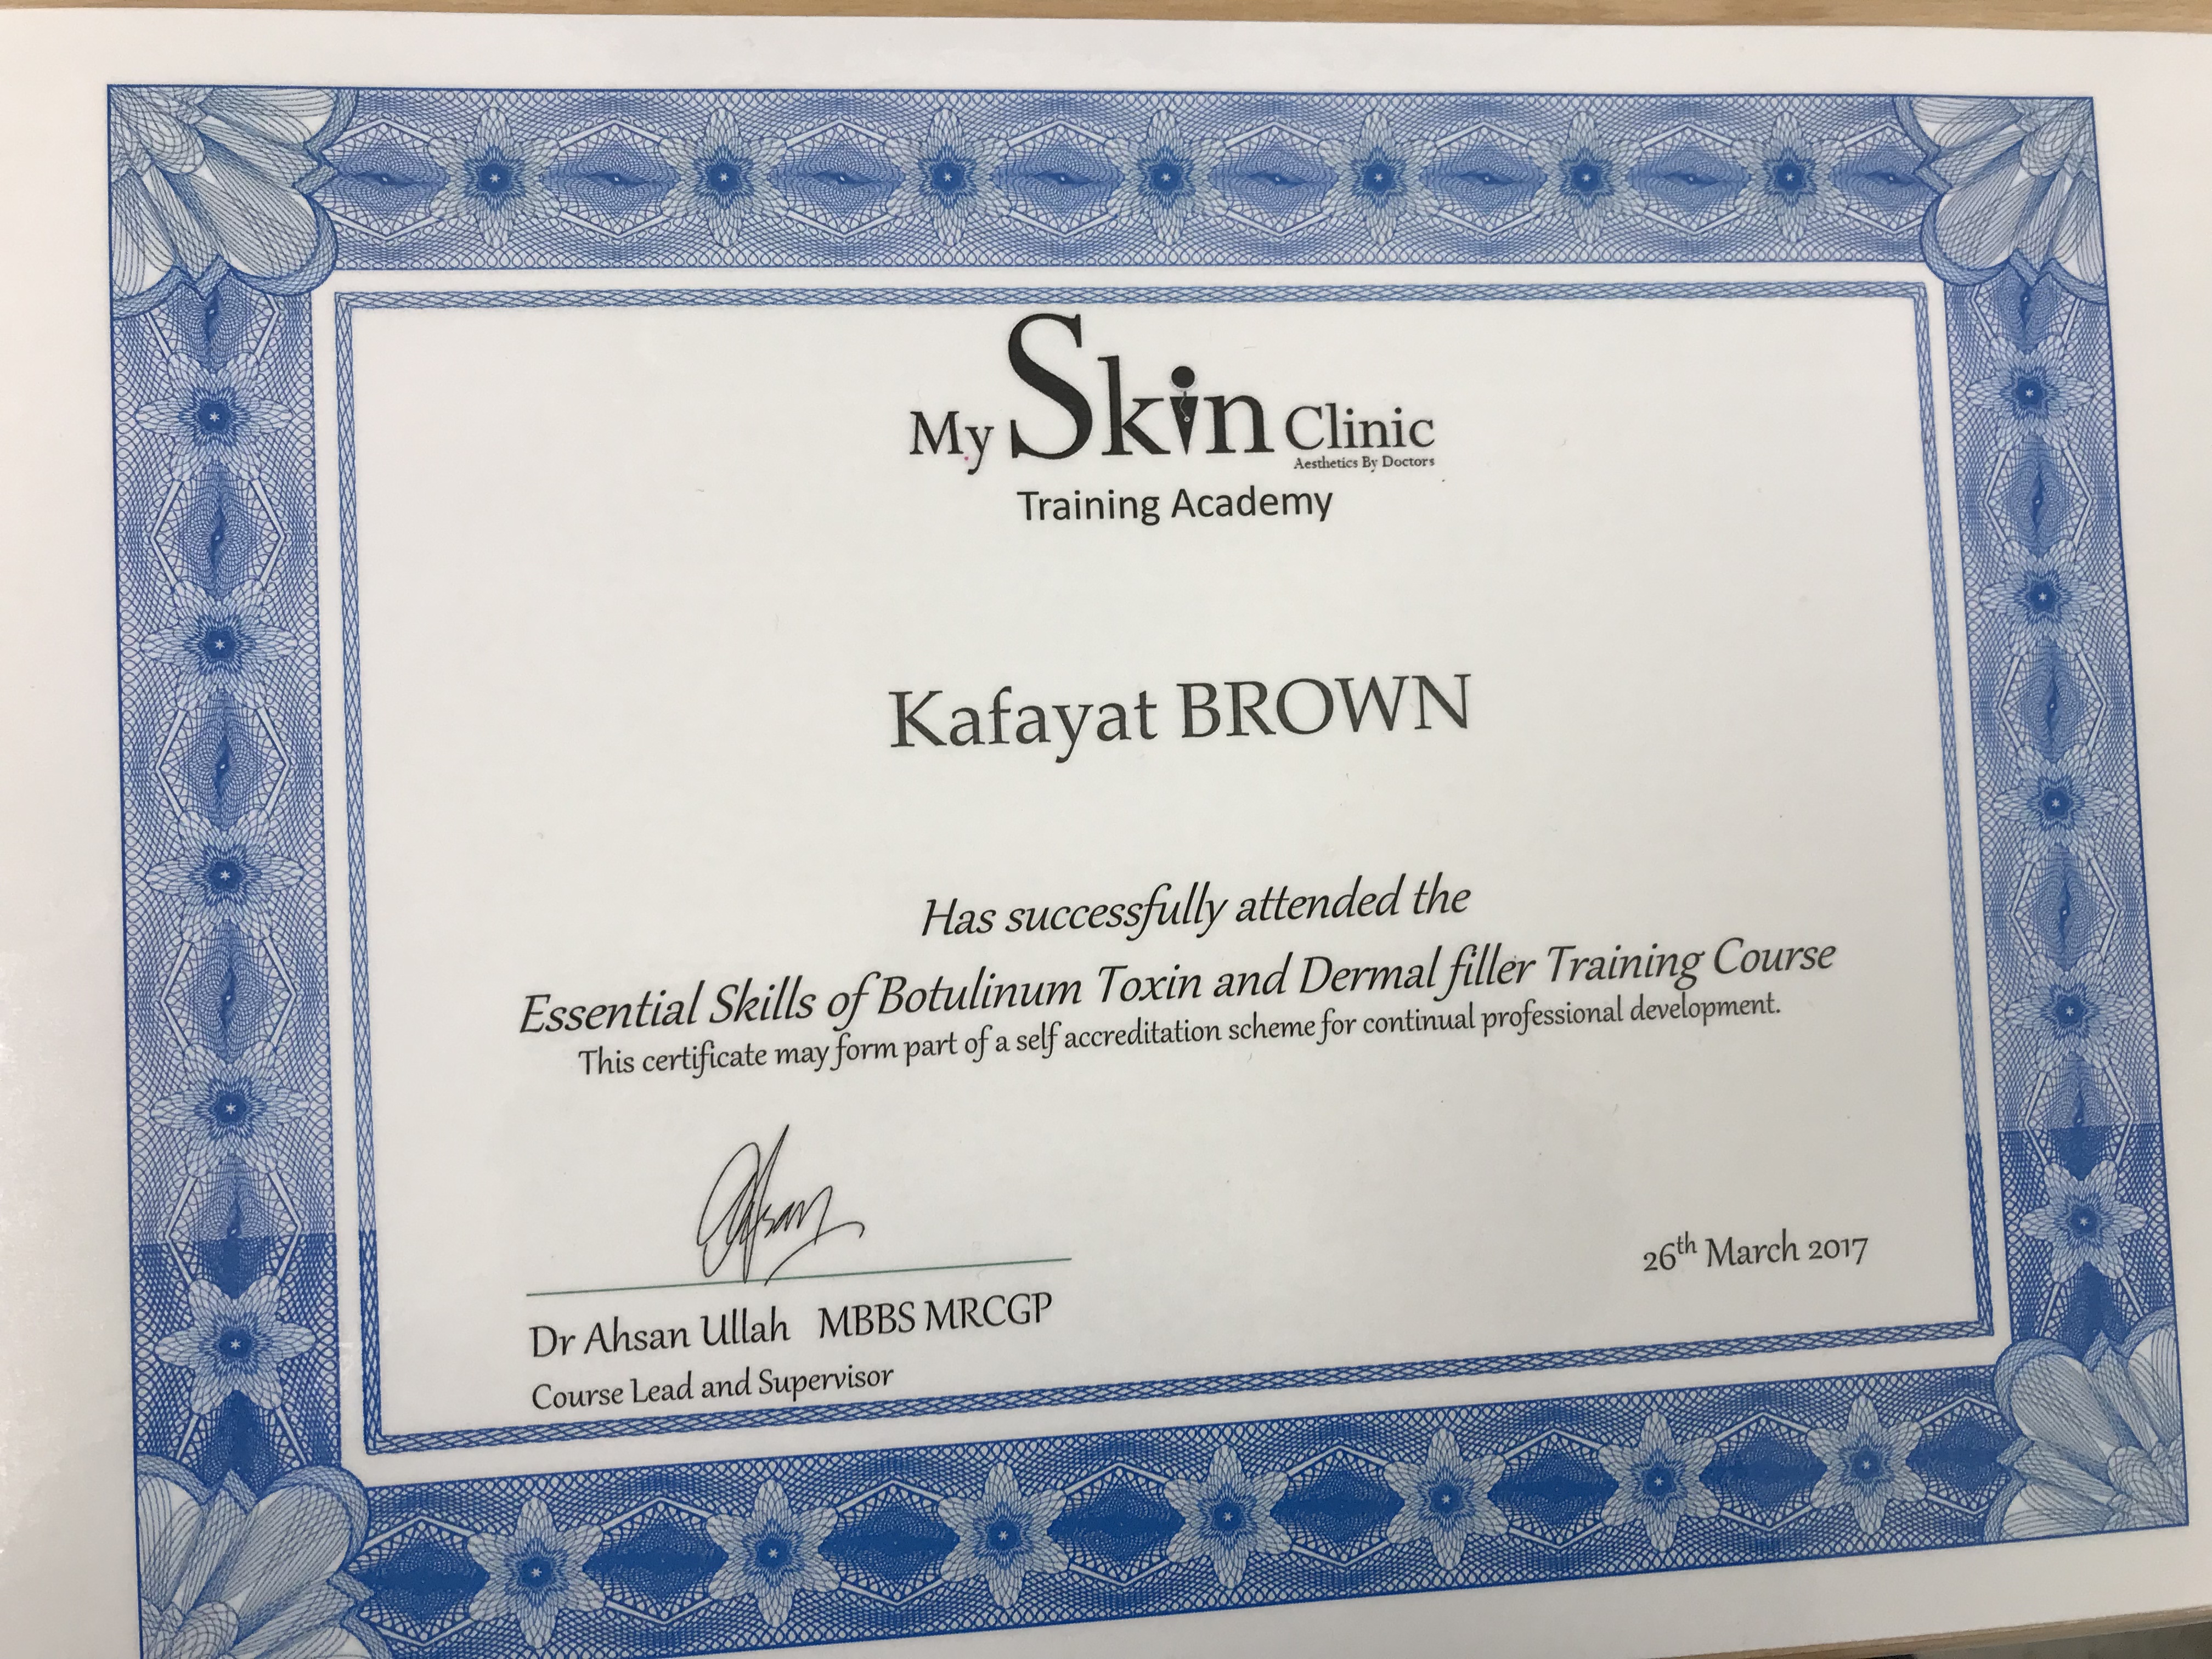 My Skin Clinic
Aesthetics By Doctors
Training Academy
Kafayat BROWN
Has successfully attended the
Essential Skills of Botulinum Toxin and Dermal filler Training Course
This certificate may form part of a self accreditation scheme for continual professional development.
26th March 2017
Dr Ahsan Ullah MBBS MRCGP
Course Lead and Supervisor